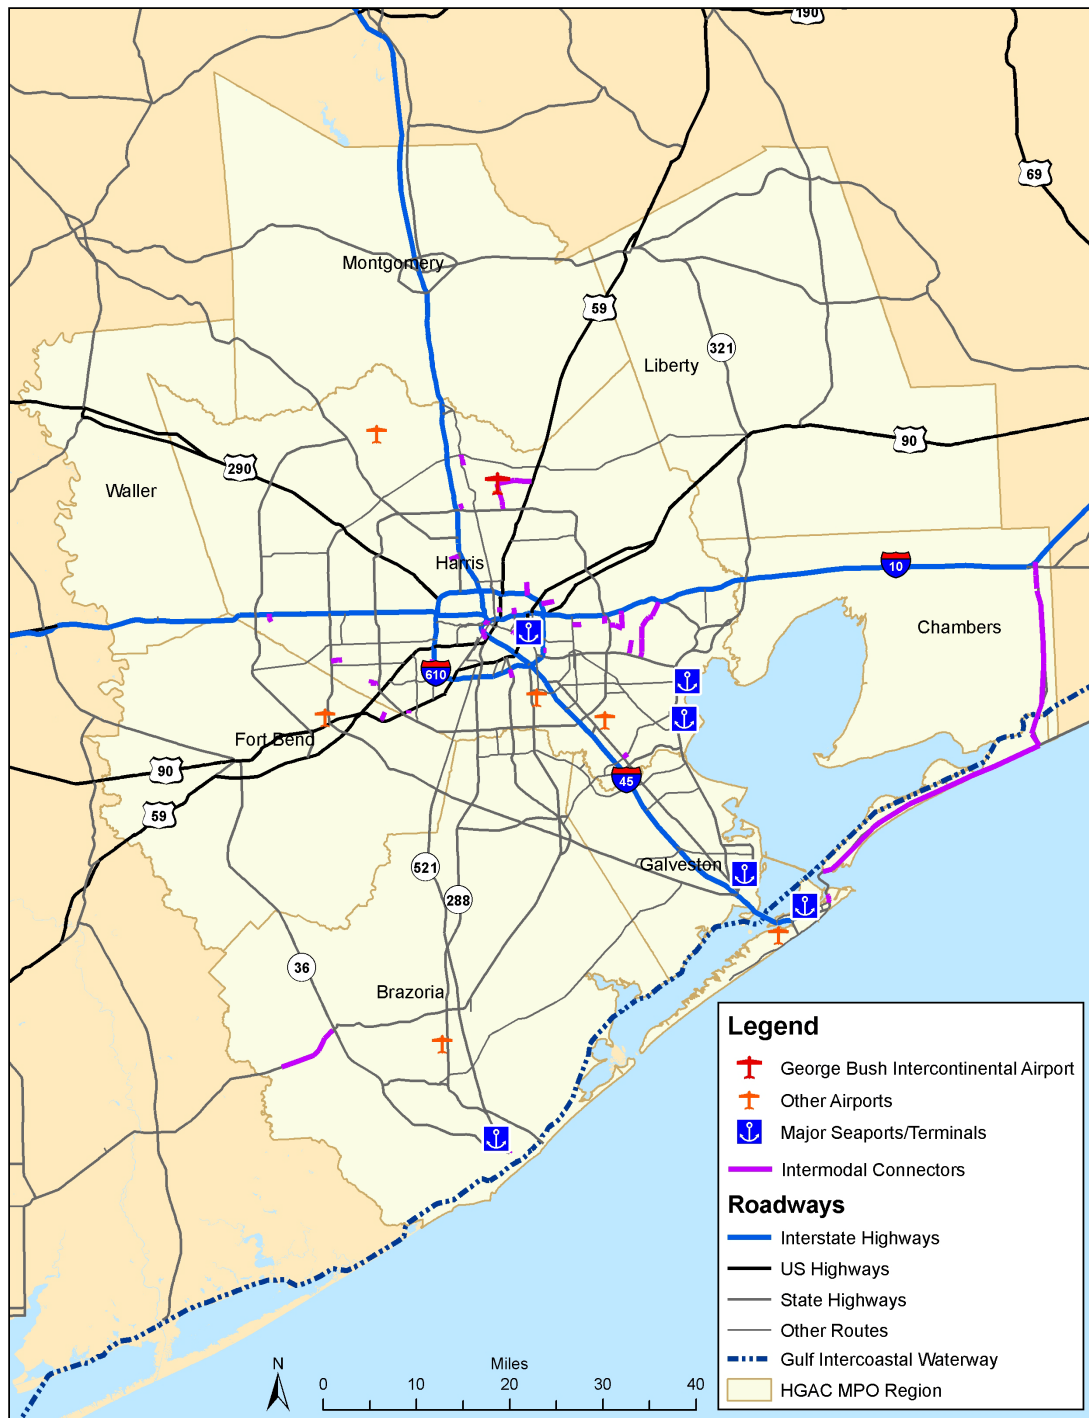 190
69
Montgomery
59
321
Liberty
90
290
Waller
Harris
10
Chambers
610
Fort Bend
90
45
59
521
Galveston
288
36
Brazoria
Legend
George Bush Intercontinental Airport
Other Airports
Major Seaports/Terminals
Intermodal Connectors
Roadways
Interstate Highways
US Highways
State Highways
Other Routes
Gulf Intercoastal Waterway
HGAC MPO Region
N
Miles
0 10 20 30 40